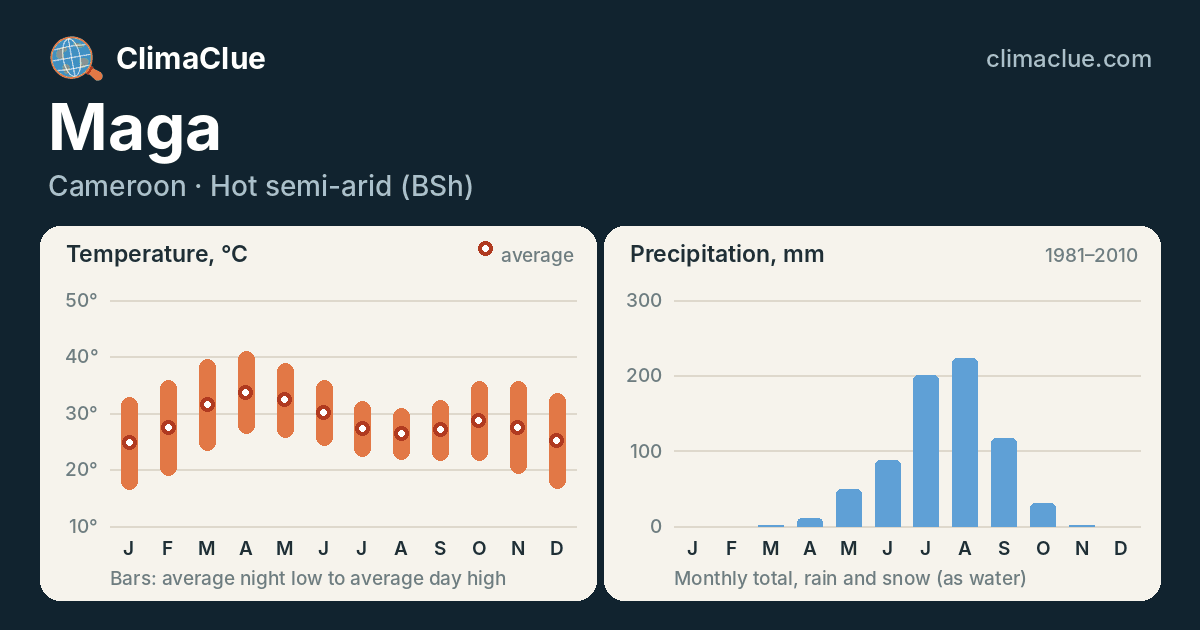 ClimaClue
climaclue.com
Maga
Cameroon · Hot semi-arid (BSh)
Temperature, °C
average
50°
40°
30°
20°
10°
J F M A M J J A S O N D
Bars: average night low to average day high
Precipitation, mm
1981–2010
300
200
100
0
J F M A M J J A S O N D
Monthly total, rain and snow (as water)